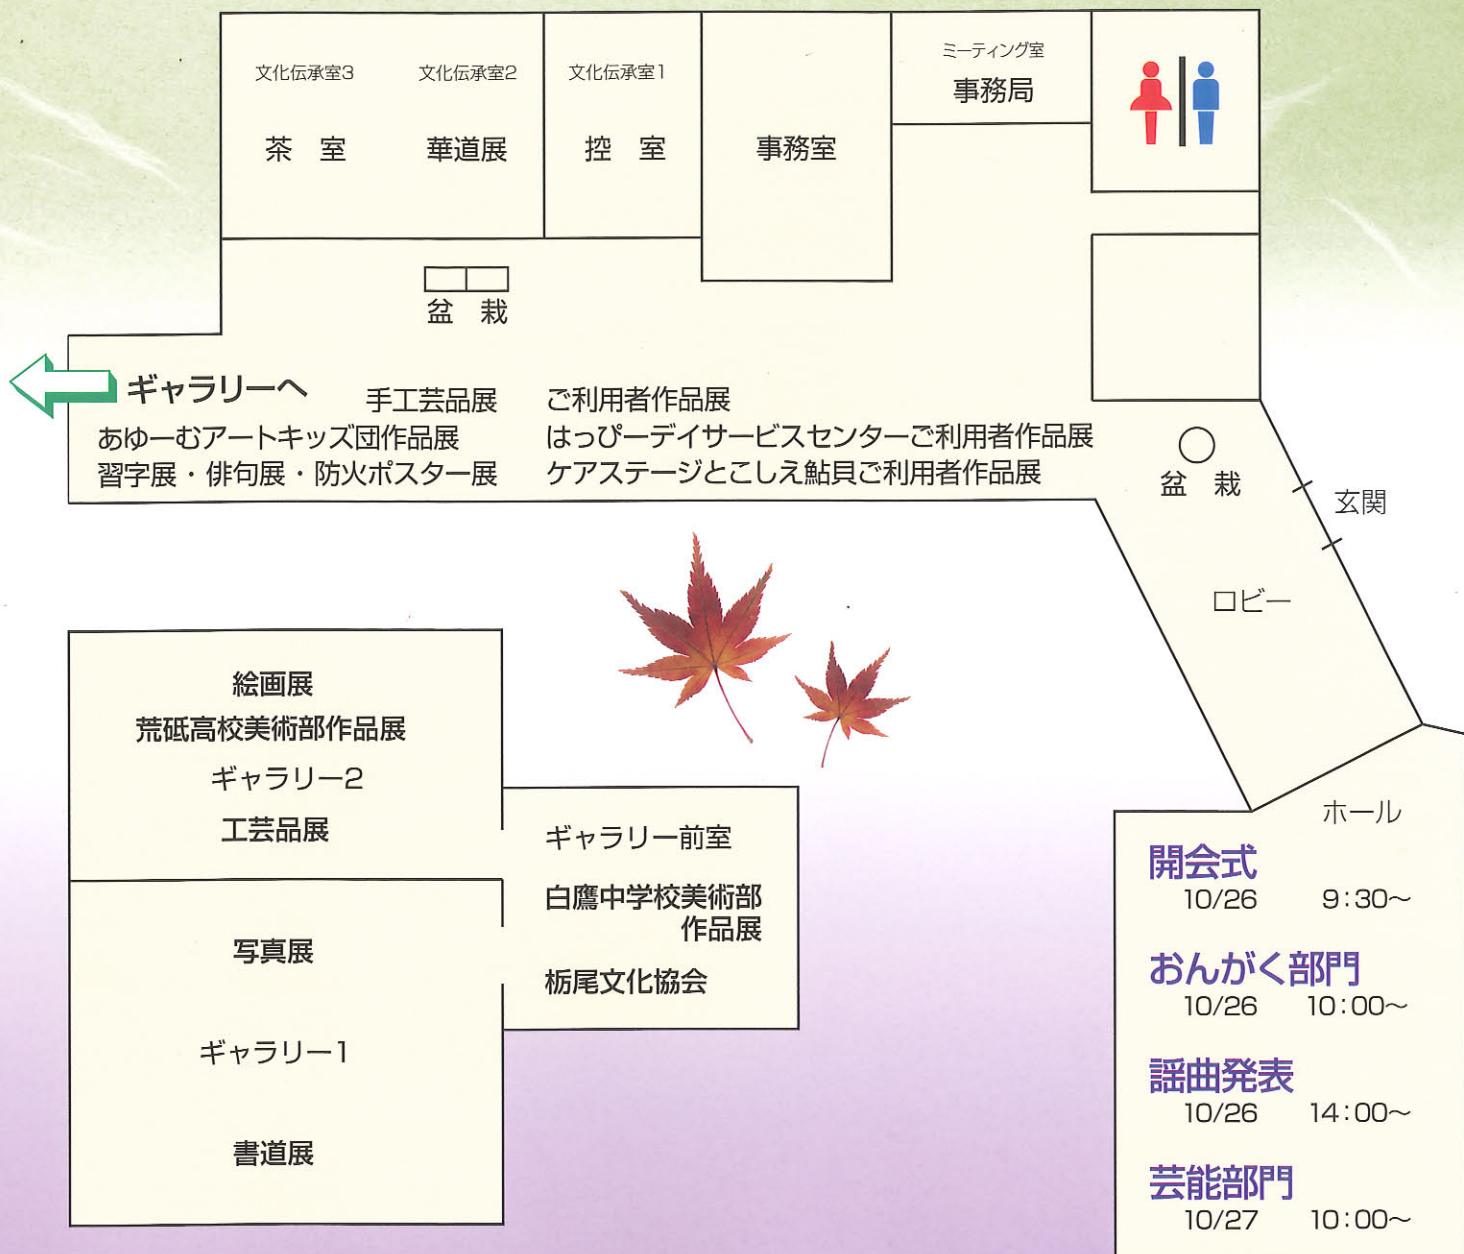 文化伝承室3
茶　室
文化伝承室2
華道展
文化伝承室1
控　室
事務室
ミーティング室
事務局
盆　栽
ギャラリーへ
手工芸品展
あゆーむアートキッズ団作品展
習字展・俳句展・防火ポスター展
ご利用者作品展
はっぴーデイサービスセンターご利用者作品展
ケアステージとこしえ鮎貝ご利用者作品展
盆　栽
玄関
ロビー
絵画展
荒砥高校美術部作品展
ギャラリー2
工芸品展
写真展
ギャラリー1
書道展
ギャラリー前室
白鷹中学校美術部
作品展
栃尾文化協会
ホール
開会式
10/26　9:30〜
おんがく部門
10/26　10:00〜
謡曲発表
10/26　14:00〜
芸能部門
10/27　10:00〜